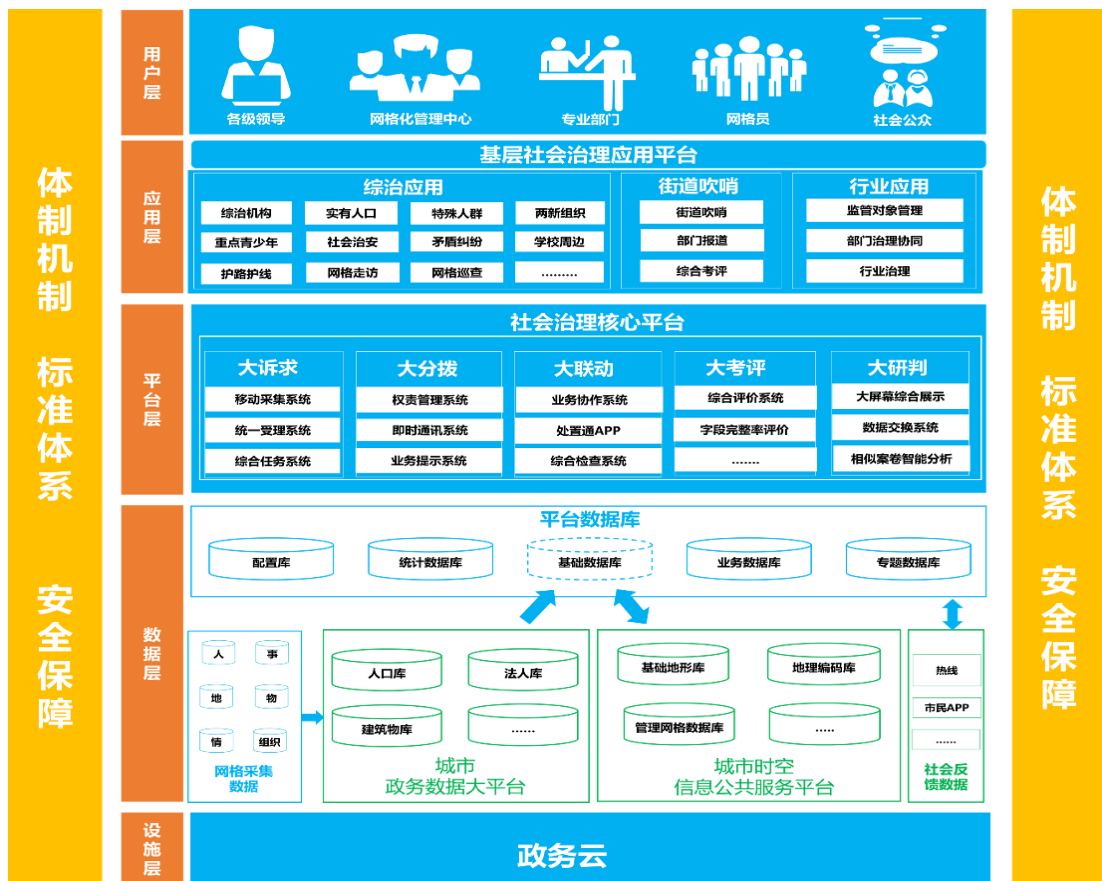 体制机制 标准体系 安全保障
用户层
各级领导
网格化管理中心
专业部门
网格员
社会公众
应用层
基层社会治理应用平台
综治应用
综治机构
实有人口
特殊人群
两新组织
重点青少年
社会治安
矛盾纠纷
学校周边
护路护线
网格走访
网格巡查
.........
街道吹哨
街道吹哨
部门报道
综合考评
行业应用
监管对象管理
部门治理协同
行业治理
平台层
社会治理核心平台
大诉求
移动采集系统
统一受理系统
综合任务系统
大分拨
权责管理系统
即时通讯系统
业务提示系统
大联动
业务协作系统
处置通APP
综合检查系统
大考评
综合评价系统
字段完整率评价
.......
大研判
大屏幕综合展示
数据交换系统
相似案卷智能分析
数据层
平台数据库
配置库
统计数据库
基础数据库
业务数据库
专题数据库
人
事
地
物
情
组织
网格采集
数据
人口库
法人库
建筑物库
......
城市
政务数据大平台
基础地形库
地理编码库
管理网格数据库
.....
城市时空
信息公共服务平台
热线
市民APP
......
社会反
馈数据
设施层
政务云
体制机制 标准体系 安全保障